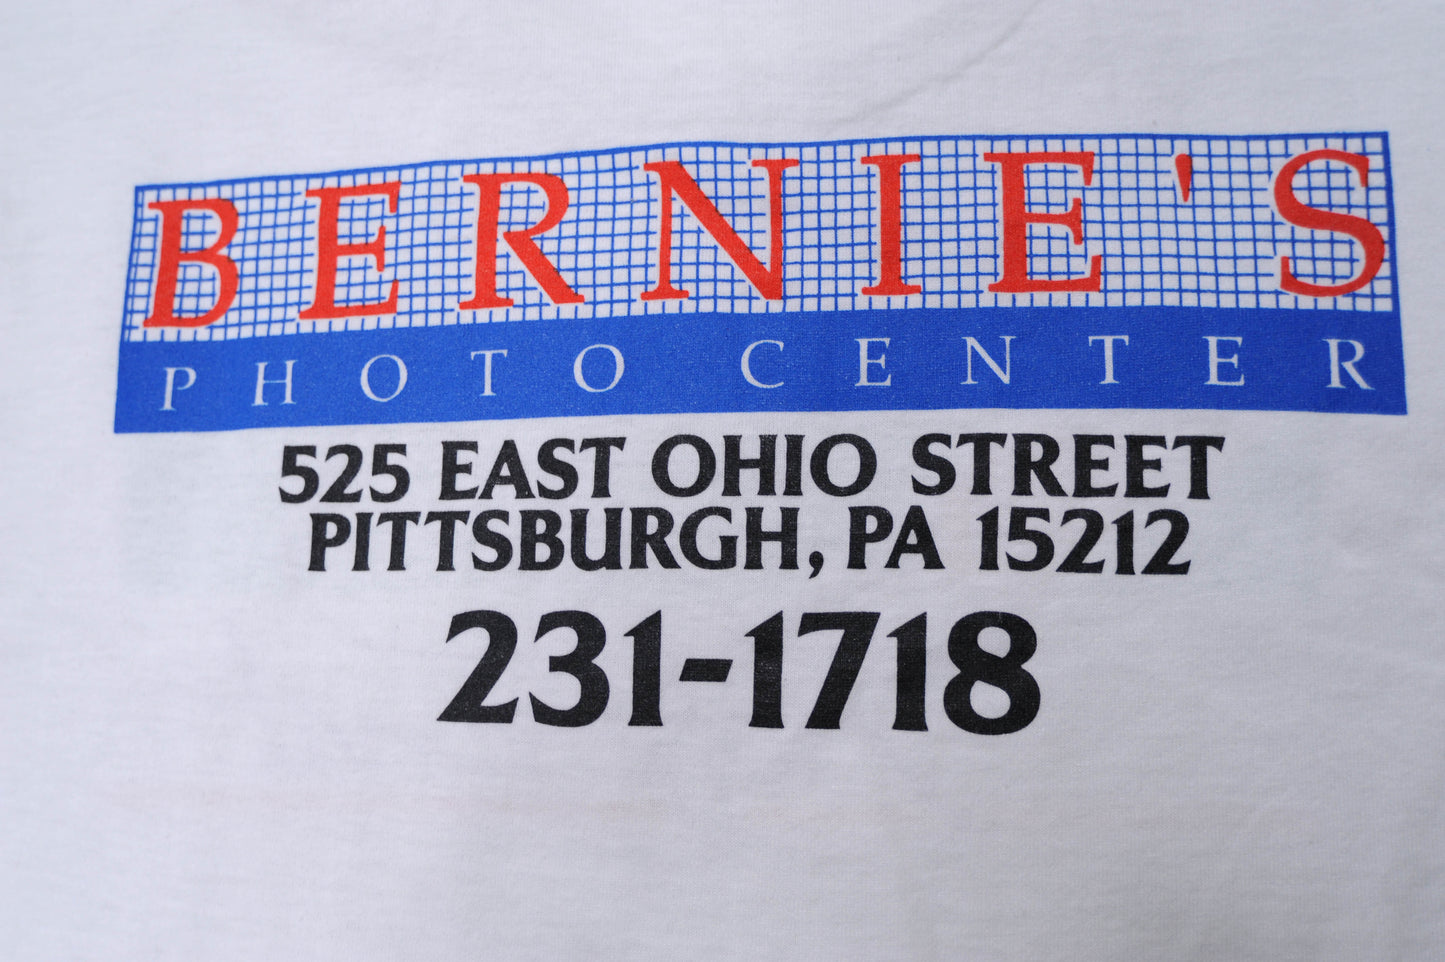 BERNIE'S
PHOTO CENTER
525 EAST OHIO STREET
PITTSBURGH, PA 15212
231-1718